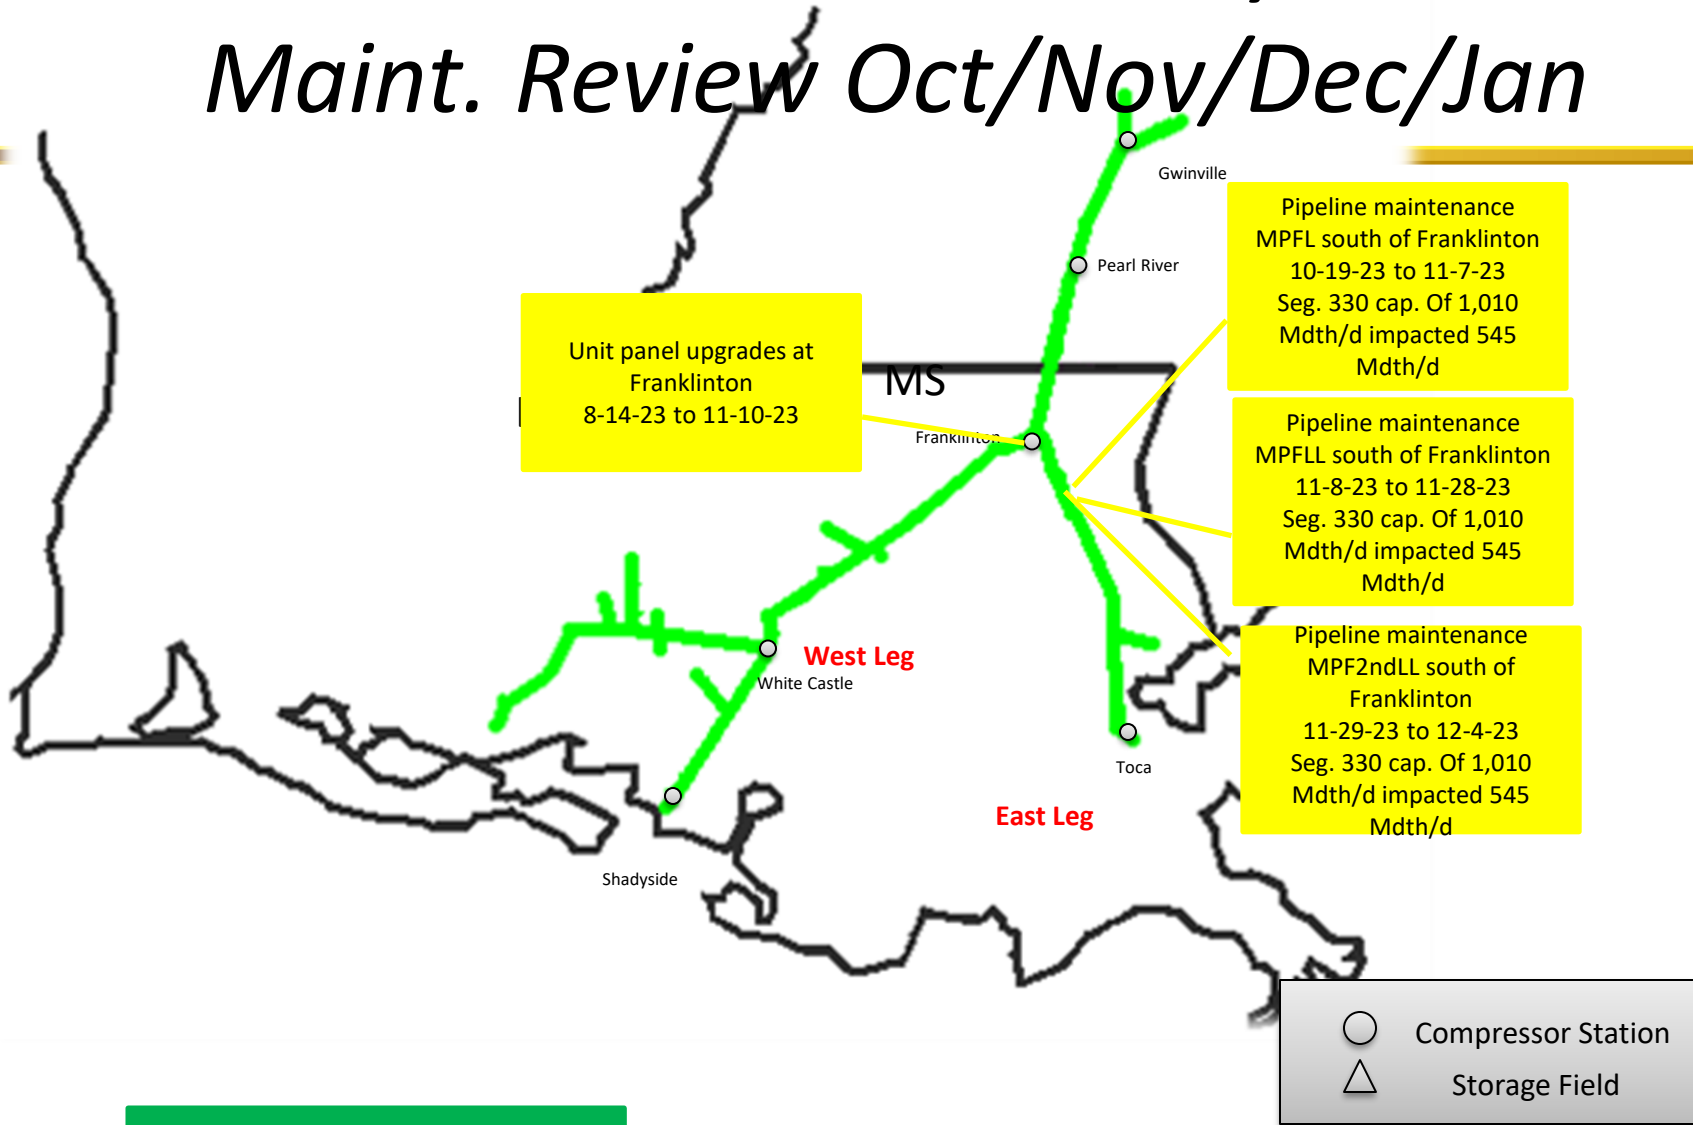 Maint. Review Oct/Nov/Dec/Jan
Gwinville
Pipeline maintenance
MPFL south of Franklinton
10-19-23 to 11-7-23
Seg. 330 cap. Of 1,010
Mdth/d impacted 545
Mdth/d
Pearl River
Unit panel upgrades at
Franklinton
8-14-23 to 11-10-23
MS
Franklinton
Pipeline maintenance
MPFLL south of Franklinton
11-8-23 to 11-28-23
Seg. 330 cap. Of 1,010
Mdth/d impacted 545
Mdth/d
West Leg
White Castle
Pipeline maintenance
MPF2ndLL south of
Franklinton
11-29-23 to 12-4-23
Seg. 330 cap. Of 1,010
Mdth/d impacted 545
Mdth/d
Toca
East Leg
Shadyside
Compressor Station
Storage Field